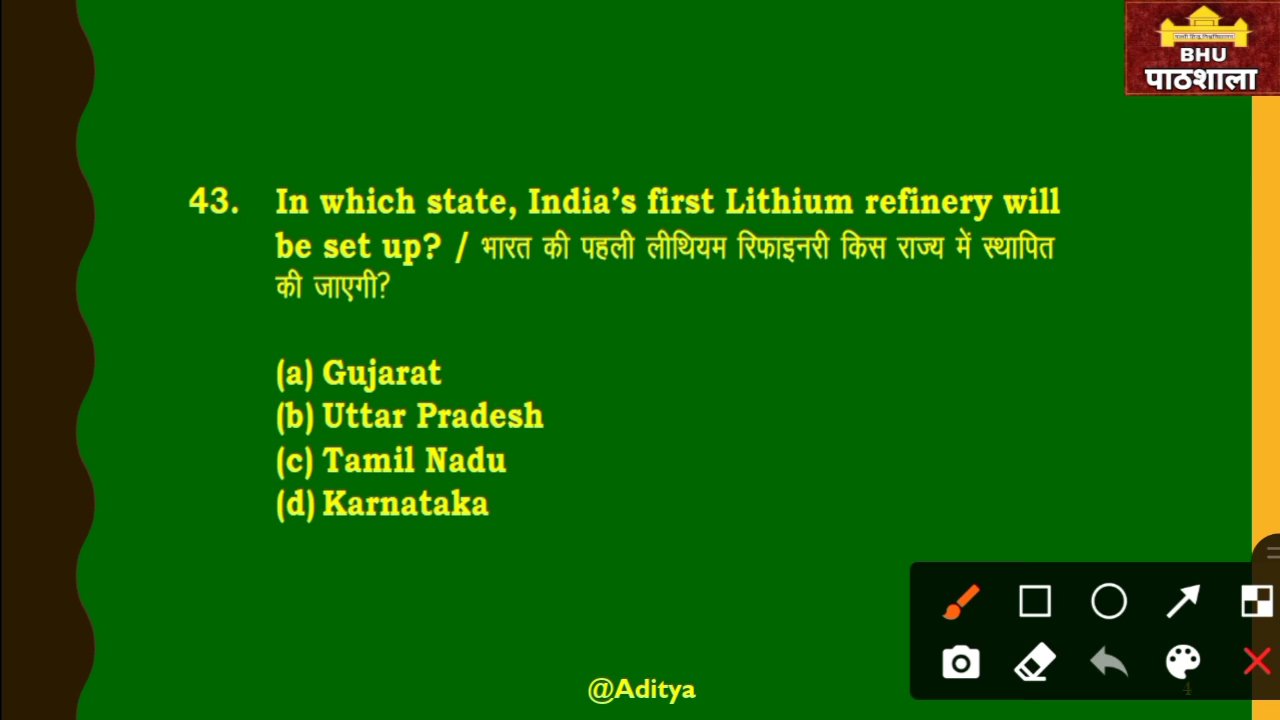 BHU
पाठशाला
43. In which state, India’s first Lithium refinery will
be set up? / भारत की पहली लीथियम रिफाइनरी किस राज्य में स्थापित
की जाएगी?
(a) Gujarat
(b) Uttar Pradesh
(c) Tamil Nadu
(d) Karnataka
@Aditya
4